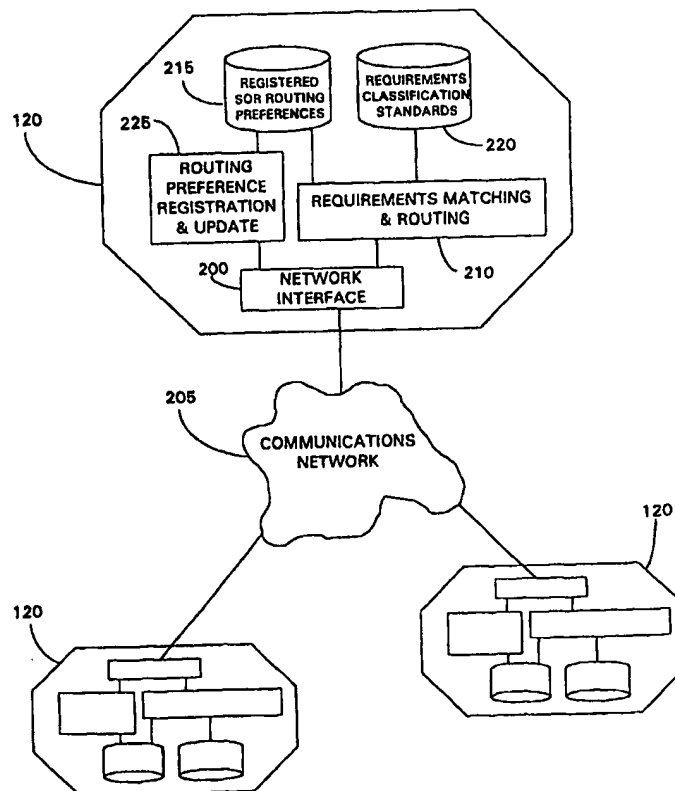 215
REGISTERED
SOR ROUTING
PREFERENCES
REQUIREMENTS
CLASSIFICATION
STANDARDS
120
225
220
ROUTING
PREFERENCE
REGISTRATION
& UPDATE
REQUIREMENTS MATCHING
& ROUTING
200
NETWORK
INTERFACE
210
205
COMMUNICATIONS
NETWORK
120
120